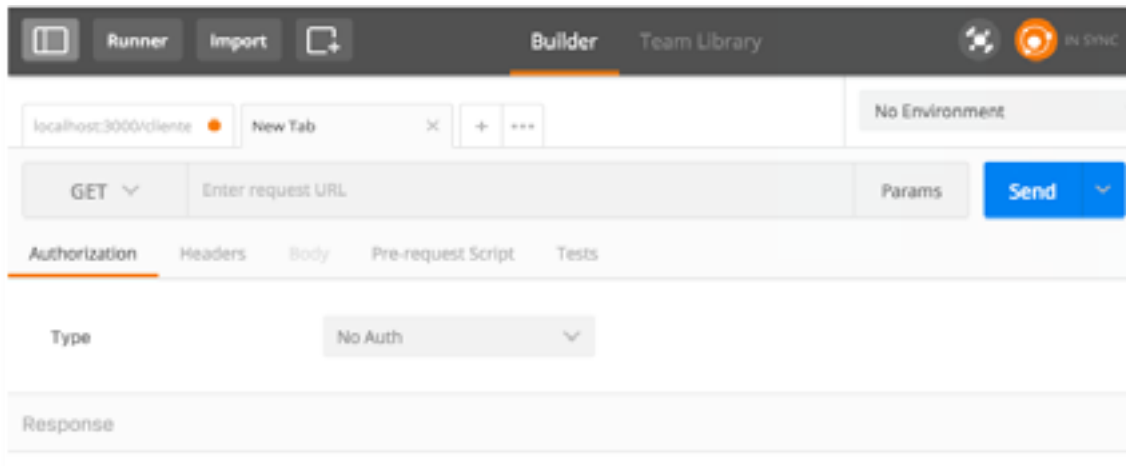 Runner Import Builder Team Library IN SYNC
localhost:3000/cliente New Tab × + ••• No Environment
GET Enter request URL Params Send
Authorization Headers Body Pre-request Script Tests
Type No Auth
Response